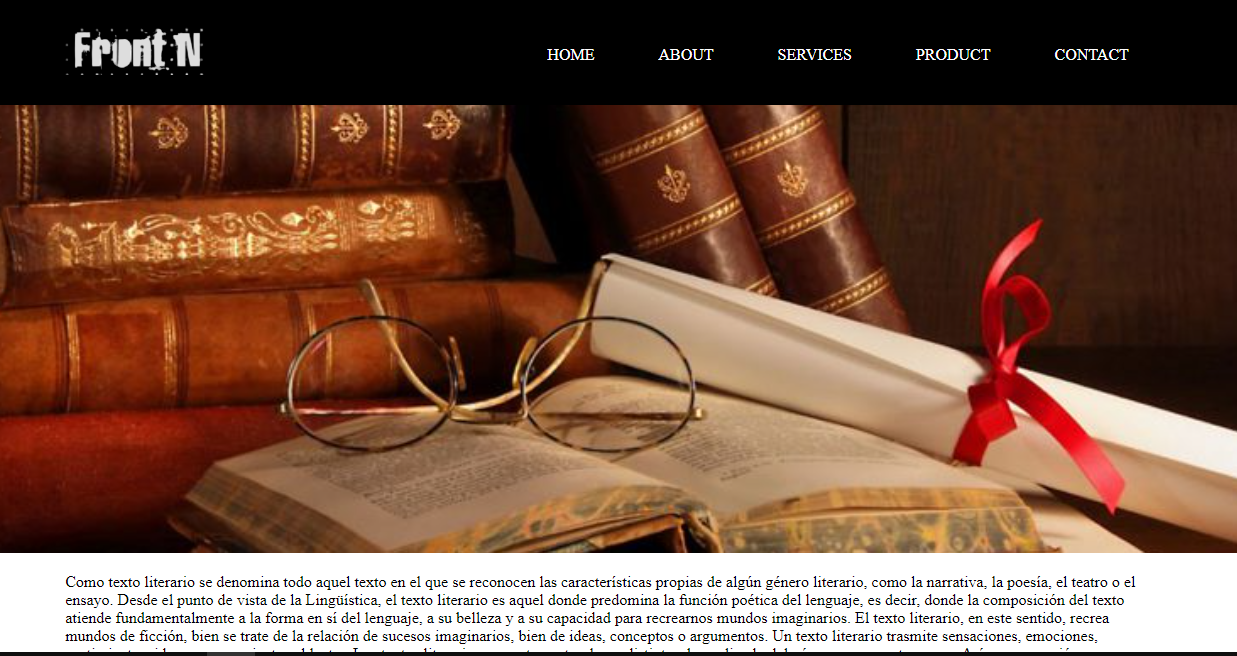 Front N
HOME ABOUT SERVICES PRODUCT CONTACT
Como texto literario se denomina todo aquel texto en el que se reconocen las características propias de algún género literario, como la narrativa, la poesía, el teatro o el
ensayo. Desde el punto de vista de la Lingüística, el texto literario es aquel donde predomina la función poética del lenguaje, es decir, donde la composición del texto
atiende fundamentalmente a la forma en sí del lenguaje, a su belleza y a su capacidad para recrearnos mundos imaginarios. El texto literario, en este sentido, recrea
mundos de ficción, bien se trate de la relación de sucesos imaginarios, bien de ideas, conceptos o argumentos. Un texto literario trasmite sensaciones, emociones,